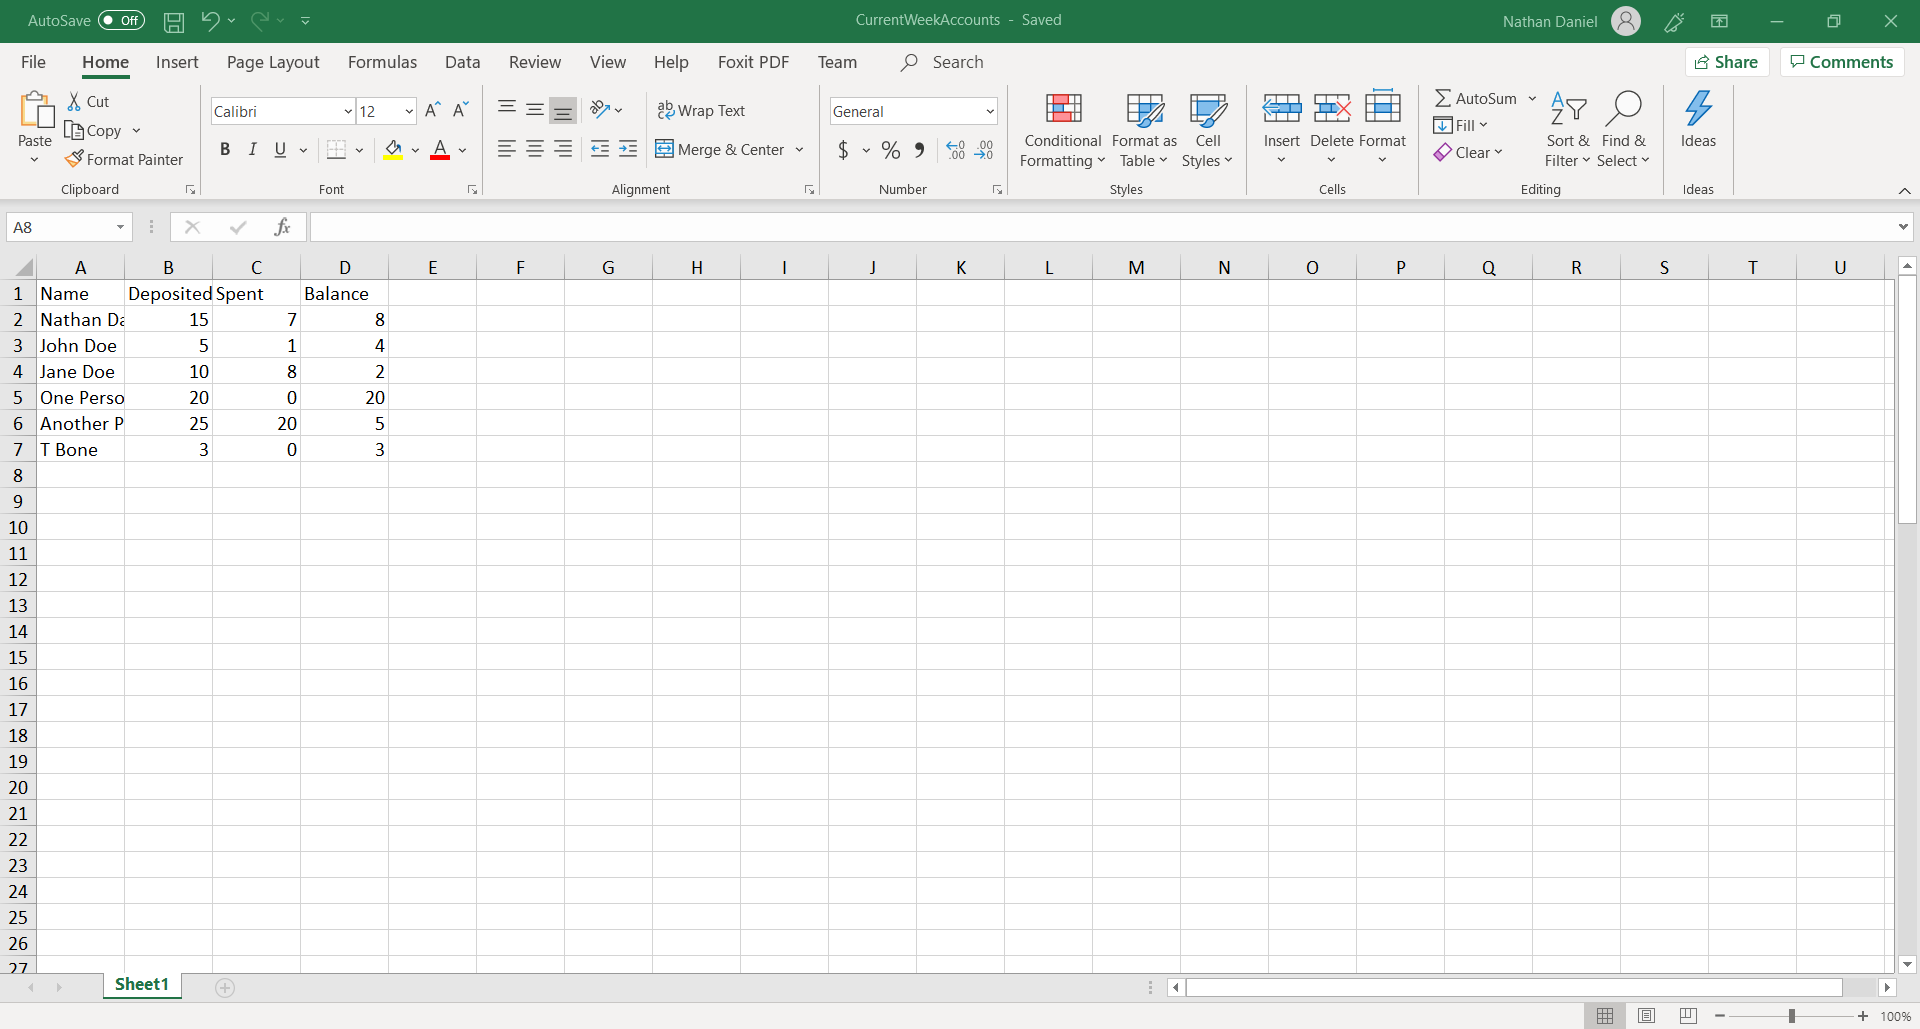 AutoSave Off
CurrentWeekAccounts - Saved
Nathan Daniel
File Home Insert Page Layout Formulas Data Review View Help Foxit PDF Team Search
Share Comments
Paste
Cut
Copy
Format Painter
Clipboard
Calibri 12
B I U A
Font
ab Wrap Text
Merge & Center
Alignment
General
$ % , .00 .00
Number
Conditional Formatting
Format as Table
Cell Styles
Styles
Insert Delete Format
Cells
AutoSum
Fill
Clear
Sort & Filter
Find & Select
Editing
Ideas
Ideas
A8 fx
A B C D E F G H I J K L M N O P Q R S T U
1 Name Deposited Spent Balance
2 Nathan Da 15 7 8
3 John Doe 5 1 4
4 Jane Doe 10 8 2
5 One Perso 20 0 20
6 Another P 25 20 5
7 T Bone 3 0 3
8
9
10
11
12
13
14
15
16
17
18
19
20
21
22
23
24
25
26
27
Sheet1
100%